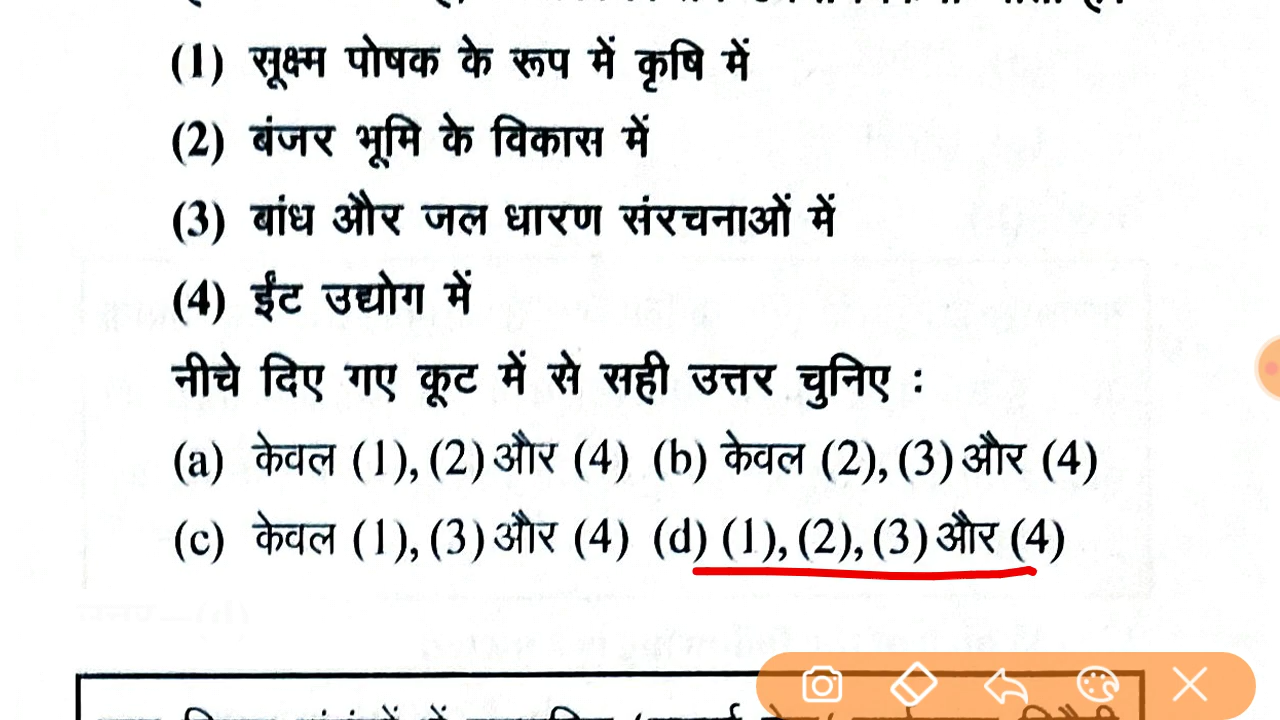 (1) सूक्ष्म पोषक के रूप में कृषि में
(2) बंजर भूमि के विकास में
(3) बांध और जल धारण संरचनाओं में
(4) ईंट उद्योग में
नीचे दिए गए कूट में से सही उत्तर चुनिए :
(a) केवल (1), (2) और (4) (b) केवल (2), (3) और (4)
(c) केवल (1), (3) और (4) (d) (1), (2), (3) और (4)